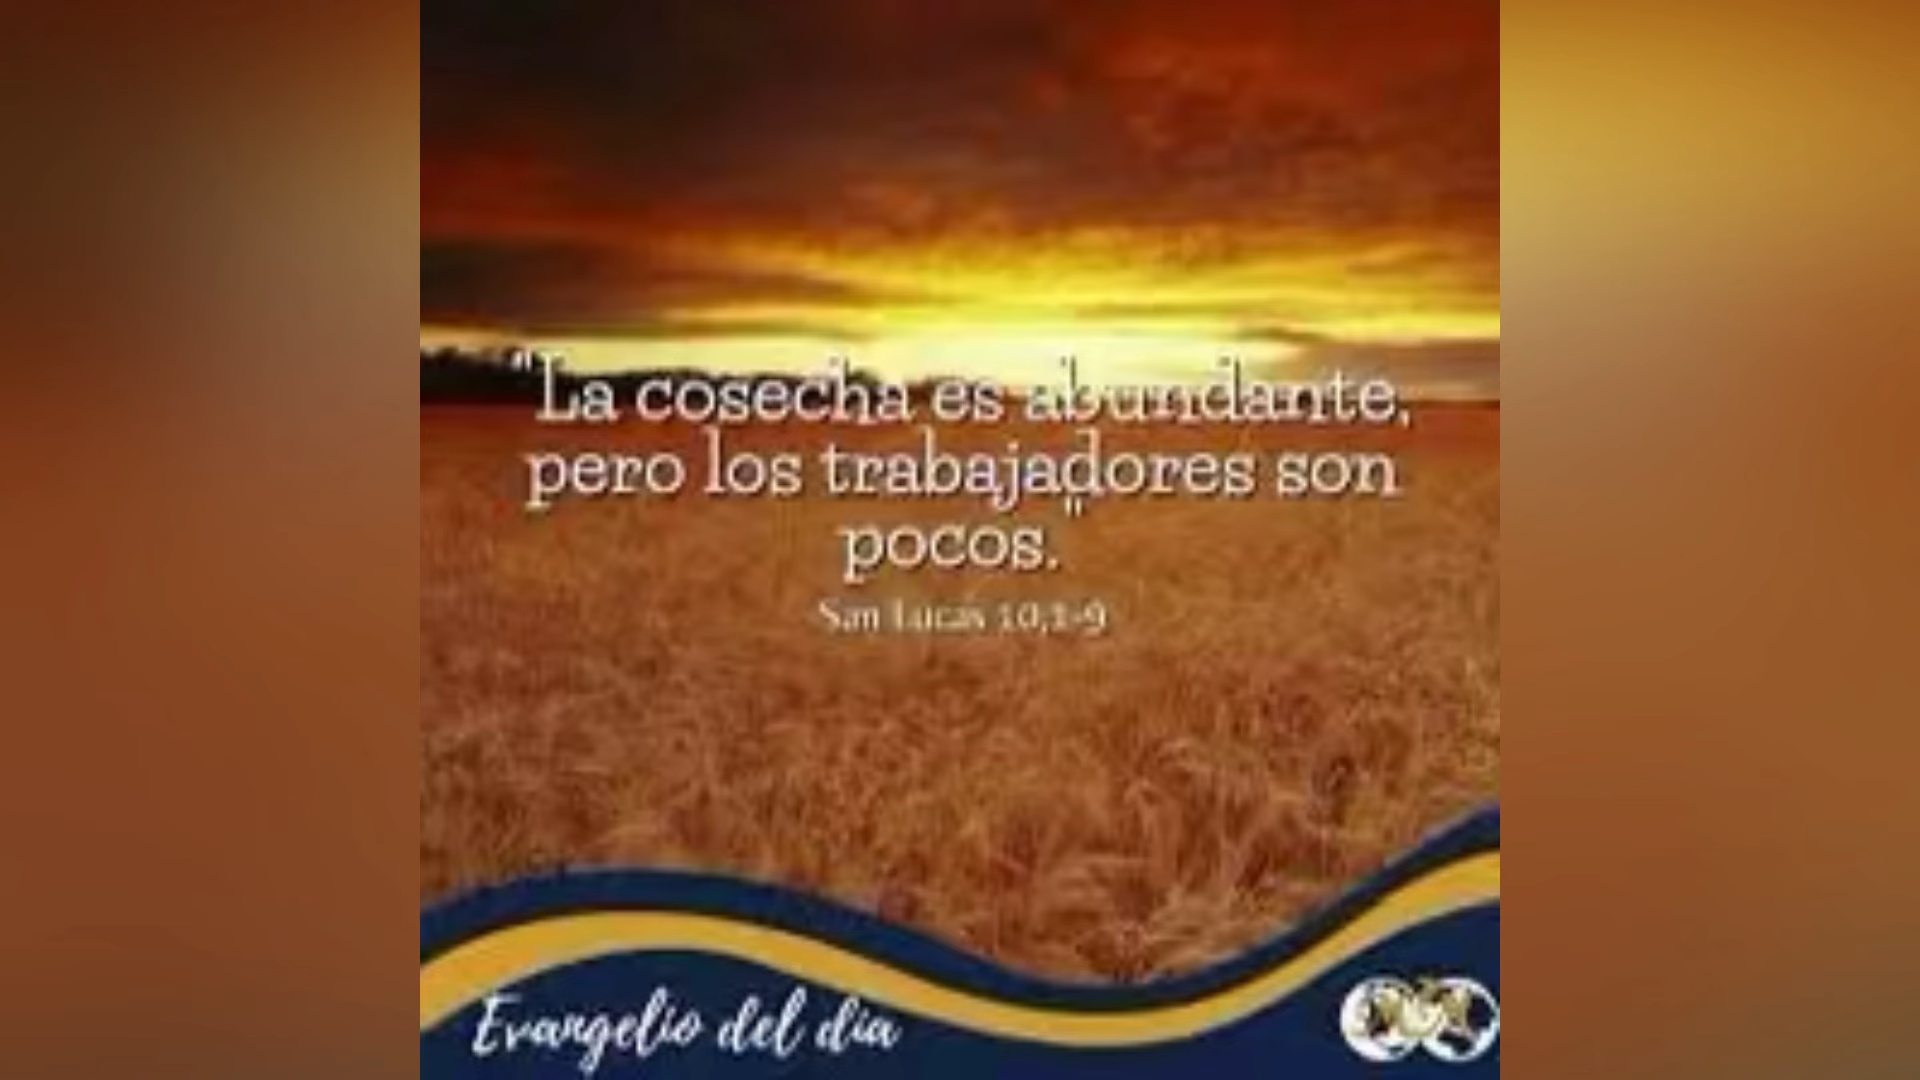 "La cosecha es abundante,
pero los trabajadores son
pocos."
San Lucas 10,1-9
Evangelio del día